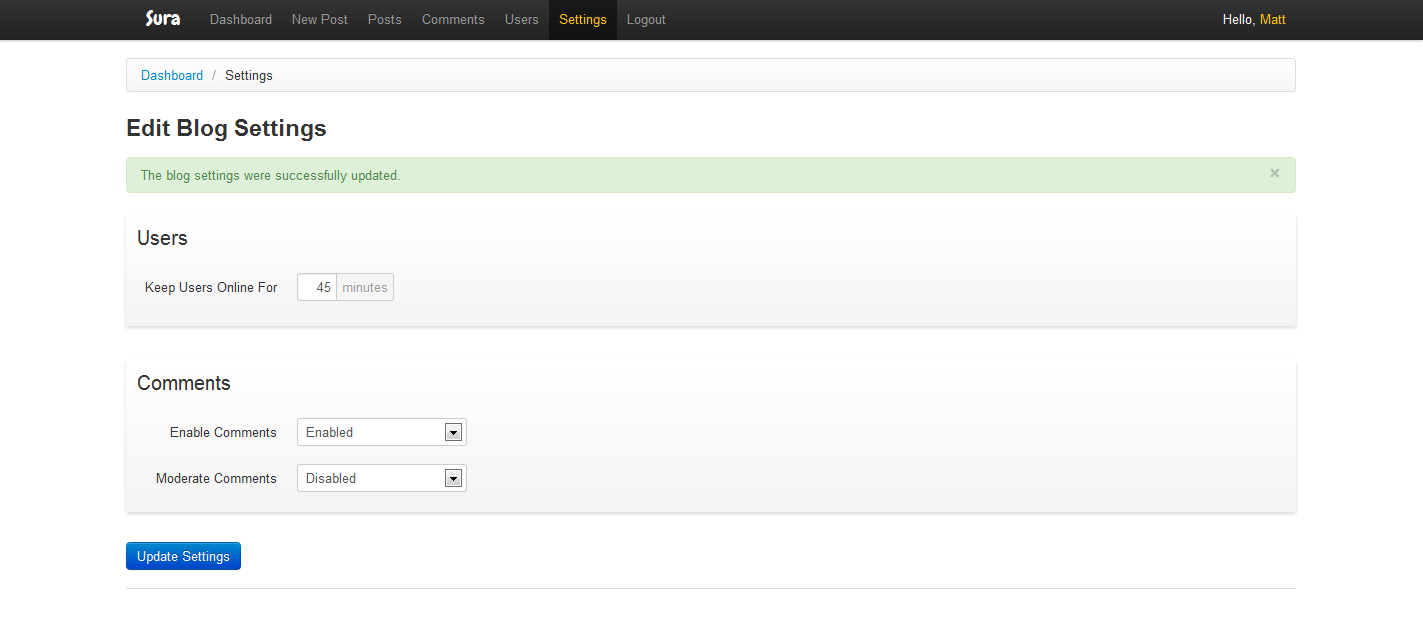 Sura Dashboard New Post Posts Comments Users Settings Logout Hello, Matt
Dashboard / Settings
Edit Blog Settings
The blog settings were successfully updated. ×
Users
Keep Users Online For 45 minutes
Comments
Enable Comments Enabled
Moderate Comments Disabled
Update Settings